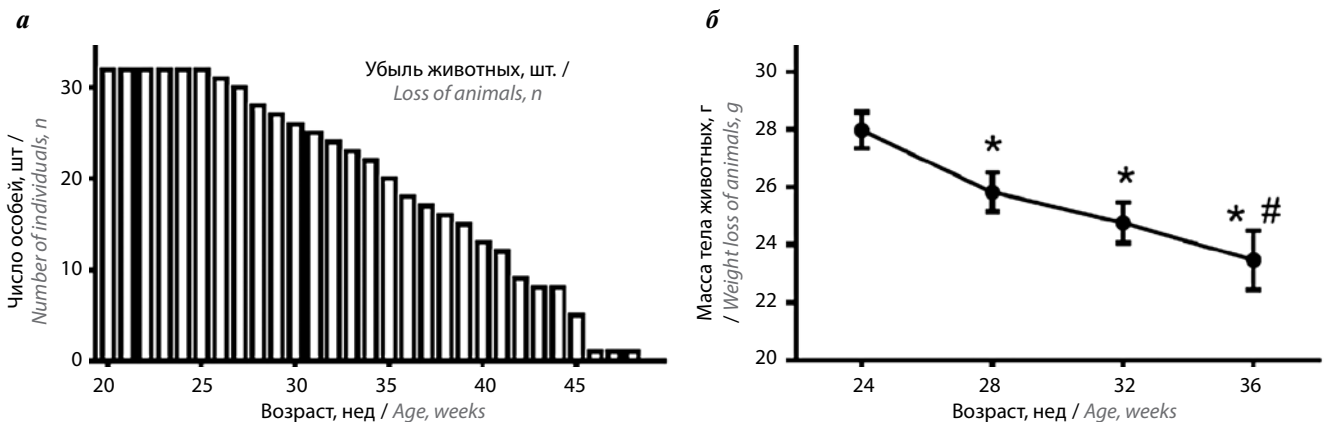 а
Убыль животных, шт. /
Loss of animals, n
Число особей, шт /
Number of individuals, n
30
20
10
0
20 25 30 35 40 45
Возраст, нед / Age, weeks
б
Масса тела животных, г
/ Weight loss of animals, g
30
28
26
24
22
20
*
*
* #
24 28 32 36
Возраст, нед / Age, weeks